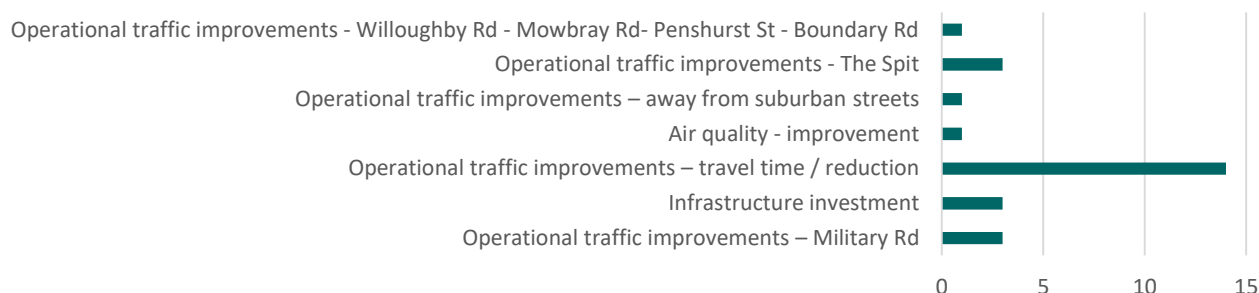 Operational traffic improvements - Willoughby Rd - Mowbray Rd- Penshurst St - Boundary Rd
Operational traffic improvements - The Spit
Operational traffic improvements – away from suburban streets
Air quality - improvement
Operational traffic improvements – travel time / reduction
Infrastructure investment
Operational traffic improvements – Military Rd
0 5 10 15